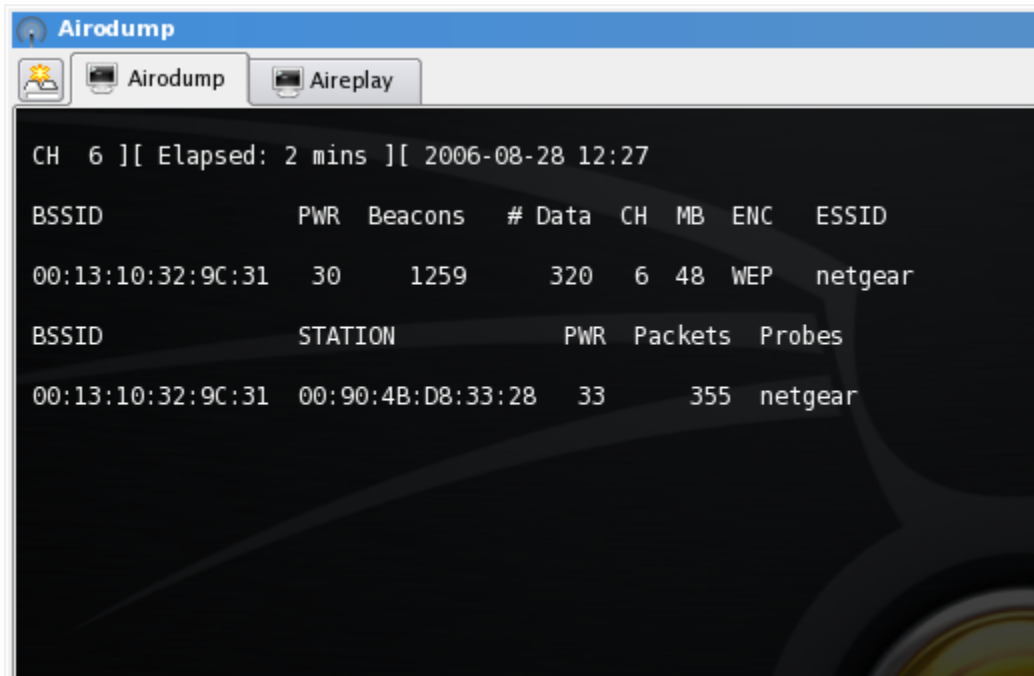 Airodump
Airodump Aireplay
CH 6 ][ Elapsed: 2 mins ][ 2006-08-28 12:27
BSSID PWR Beacons # Data CH MB ENC ESSID
00:13:10:32:9C:31 30 1259 320 6 48 WEP netgear
BSSID STATION PWR Packets Probes
00:13:10:32:9C:31 00:90:4B:D8:33:28 33 355 netgear